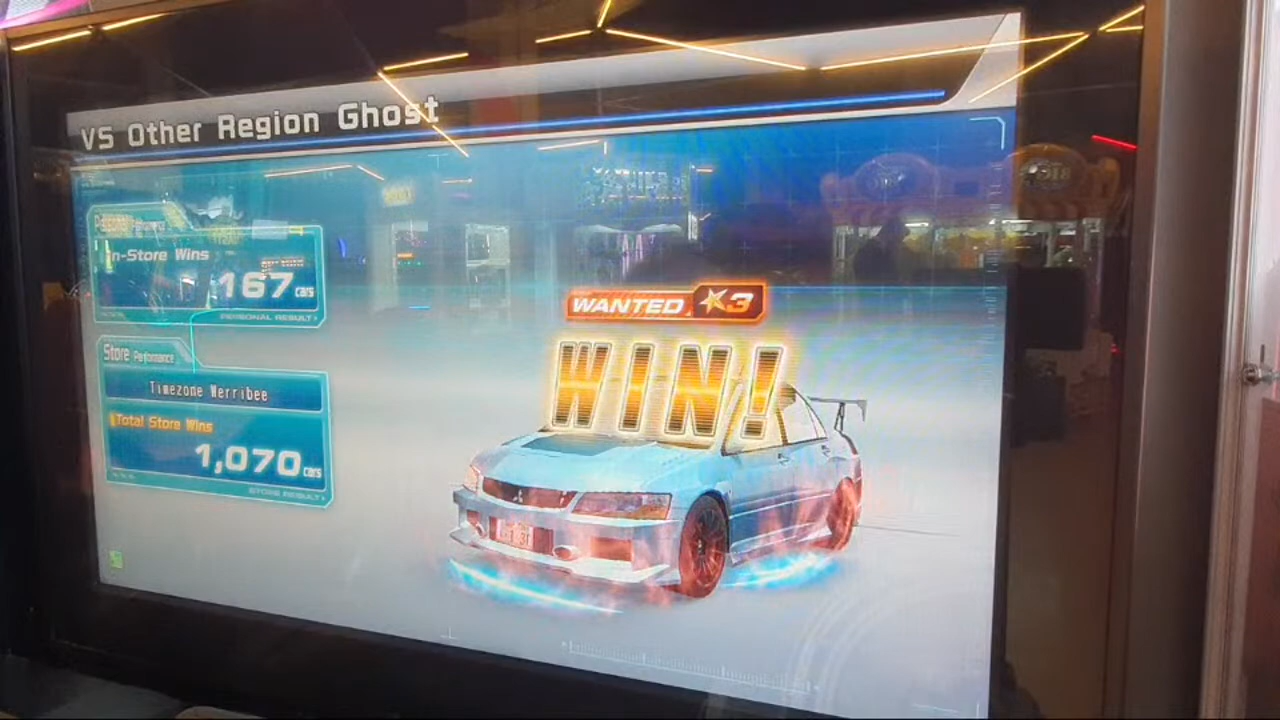 VS Other Region Ghost
Performance
In-Store Wins
167 cars
PERSONAL RESULT
Store Performance
Timezone Werribee
Total Store Wins
1,070 cars
STORE RESULT
WANTED ★3
WIN!